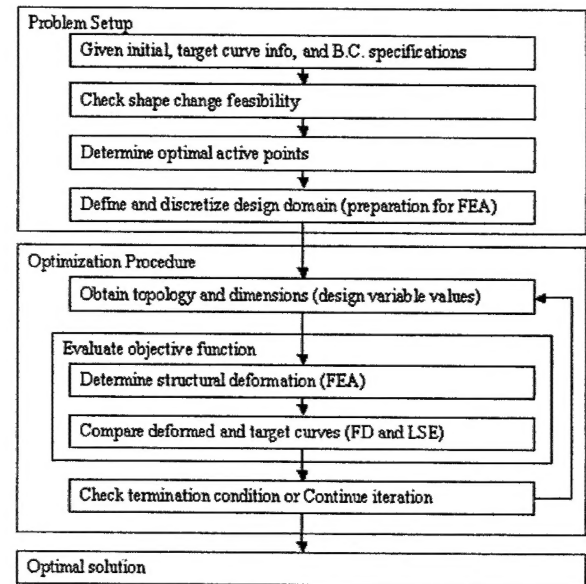 Problem Setup
Given initial, target curve info, and B.C. specifications
Check shape change feasibility
Determine optimal active points
Define and discretize design domain (preparation for FEA)
Optimization Procedure
Obtain topology and dimensions (design variable values)
Evaluate objective function
Determine structural deformation (FEA)
Compare deformed and target curves (FD and LSE)
Check termination condition or Continue iteration
Optimal solution